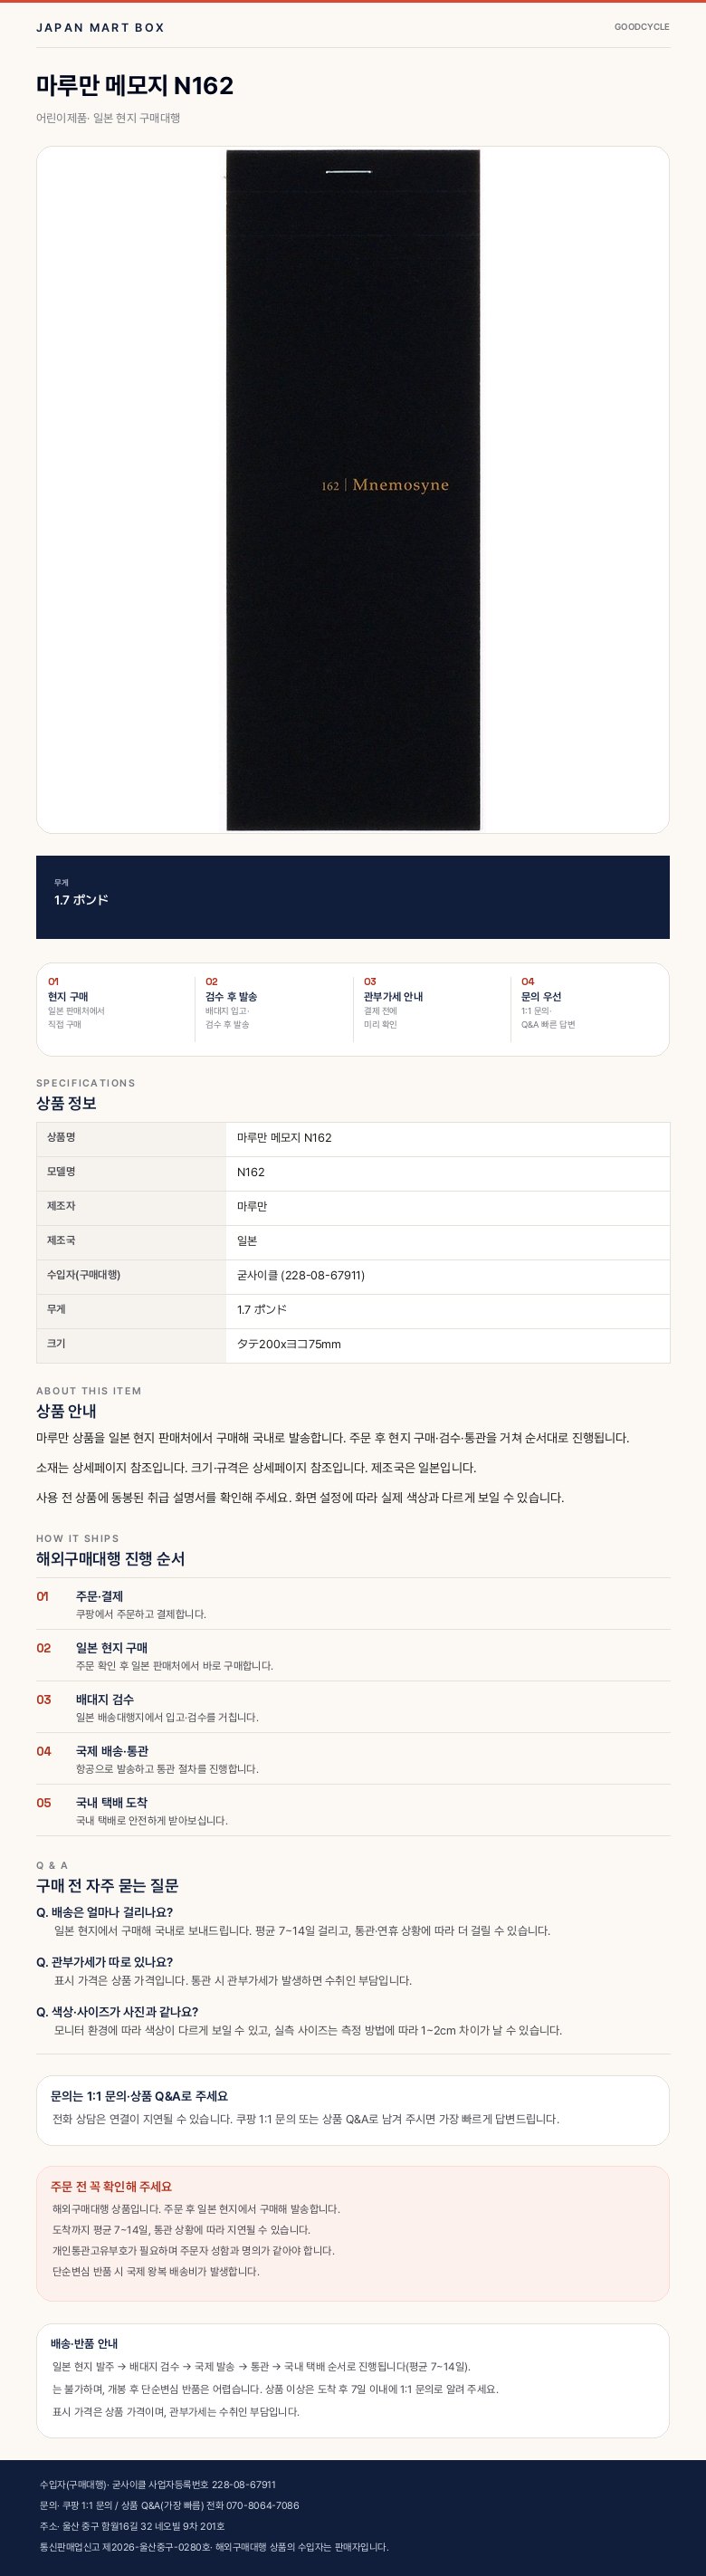 JAPAN MART BOX
GOODCYCLE
마루만 메모지 N162
어린이제품· 일본 현지 구매대행
162 | Mnemosyne
무게
1.7 ポンド
01
현지 구매
일본 판매처에서
직접 구매
02
검수 후 발송
배대지 입고·
검수 후 발송
03
관부가세 안내
결제 전에
미리 확인
04
문의 우선
1:1 문의·
Q&A 빠른 답변
SPECIFICATIONS
상품 정보
상품명 마루만 메모지 N162
모델명 N162
제조자 마루만
제조국 일본
수입자(구매대행) 굳사이클 (228-08-67911)
무게 1.7 ポンド
크기 タテ200xヨコ75mm
ABOUT THIS ITEM
상품 안내
마루만 상품을 일본 현지 판매처에서 구매해 국내로 발송합니다. 주문 후 현지 구매·검수·통관을 거쳐 순서대로 진행됩니다.
소재는 상세페이지 참조입니다. 크기·규격은 상세페이지 참조입니다. 제조국은 일본입니다.
사용 전 상품에 동봉된 취급 설명서를 확인해 주세요. 화면 설정에 따라 실제 색상과 다르게 보일 수 있습니다.
HOW IT SHIPS
해외구매대행 진행 순서
01 주문·결제
쿠팡에서 주문하고 결제합니다.
02 일본 현지 구매
주문 확인 후 일본 판매처에서 바로 구매합니다.
03 배대지 검수
일본 배송대행지에서 입고·검수를 거칩니다.
04 국제 배송·통관
항공으로 발송하고 통관 절차를 진행합니다.
05 국내 택배 도착
국내 택배로 안전하게 받아보십니다.
Q & A
구매 전 자주 묻는 질문
Q. 배송은 얼마나 걸리나요?
일본 현지에서 구매해 국내로 보내드립니다. 평균 7~14일 걸리고, 통관·연휴 상황에 따라 더 걸릴 수 있습니다.
Q. 관부가세가 따로 있나요?
표시 가격은 상품 가격입니다. 통관 시 관부가세가 발생하면 수취인 부담입니다.
Q. 색상·사이즈가 사진과 같나요?
모니터 환경에 따라 색상이 다르게 보일 수 있고, 실측 사이즈는 측정 방법에 따라 1~2cm 차이가 날 수 있습니다.
문의는 1:1 문의·상품 Q&A로 주세요
전화 상담은 연결이 지연될 수 있습니다. 쿠팡 1:1 문의 또는 상품 Q&A로 남겨 주시면 가장 빠르게 답변드립니다.
주문 전 꼭 확인해 주세요
해외구매대행 상품입니다. 주문 후 일본 현지에서 구매해 발송합니다.
도착까지 평균 7~14일, 통관 상황에 따라 지연될 수 있습니다.
개인통관고유부호가 필요하며 주문자 성함과 명의가 같아야 합니다.
단순변심 반품 시 국제 왕복 배송비가 발생합니다.
배송·반품 안내
일본 현지 발주 → 배대지 검수 → 국제 발송 → 통관 → 국내 택배 순서로 진행됩니다(평균 7~14일).
는 불가하며, 개봉 후 단순변심 반품은 어렵습니다. 상품 이상은 도착 후 7일 이내에 1:1 문의로 알려 주세요.
표시 가격은 상품 가격이며, 관부가세는 수취인 부담입니다.
수입자(구매대행)· 굳사이클 사업자등록번호 228-08-67911
문의· 쿠팡 1:1 문의 / 상품 Q&A(가장 빠름) 전화 070-8064-7086
주소· 울산 중구 함월16길 32 네오빌 9차 201호
통신판매업신고 제2026-울산중구-0280호· 해외구매대행 상품의 수입자는 판매자입니다.